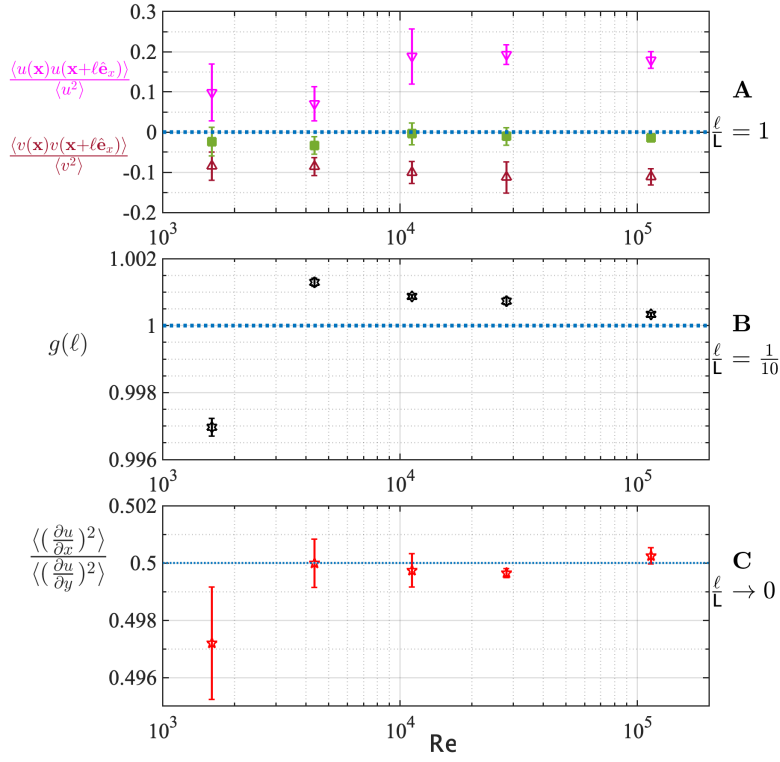 0.3
0.2
0.1
0
-0.1
-0.2
⟨u(x)u(x+ℓê_x)⟩
⟨u²⟩
⟨v(x)v(x+ℓê_x)⟩
⟨v²⟩
A
ℓ/L = 1
10³ 10⁴ 10⁵
1.002
1
0.998
0.996
g(ℓ)
B
ℓ/L = 1/10
10³ 10⁴ 10⁵
0.502
0.5
0.498
0.496
⟨(∂u/∂x)²⟩
⟨(∂u/∂y)²⟩
C
ℓ/L → 0
10³ 10⁴ 10⁵
Re